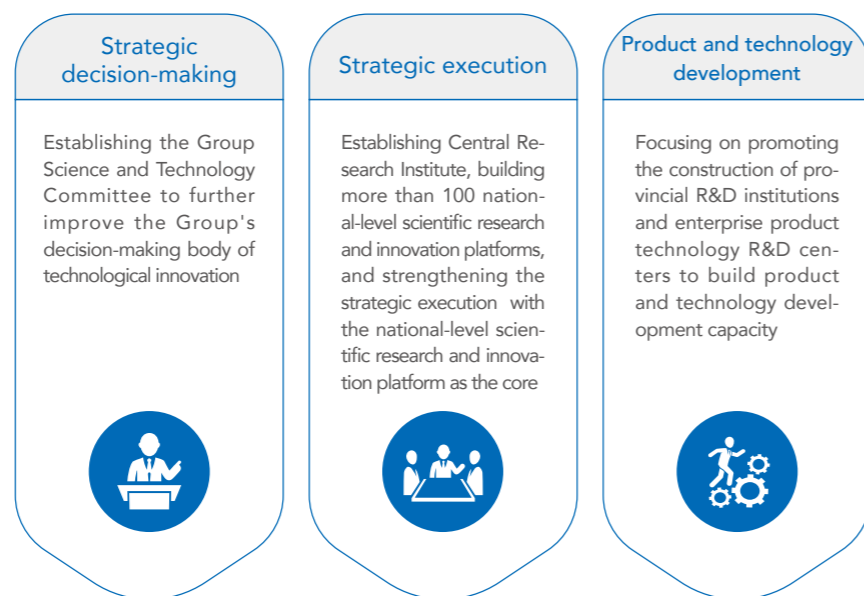 Strategic
decision-making
Establishing the Group
Science and Technology
Committee to further
improve the Group's
decision-making body of
technological innovation
Strategic execution
Establishing Central Re-
search Institute, building
more than 100 nation-
al-level scientific research
and innovation platforms,
and strengthening the
strategic execution with
the national-level scien-
tific research and innova-
tion platform as the core
Product and technology
development
Focusing on promoting
the construction of pro-
vincial R&D institutions
and enterprise product
technology R&D cen-
ters to build product
and technology devel-
opment capacity